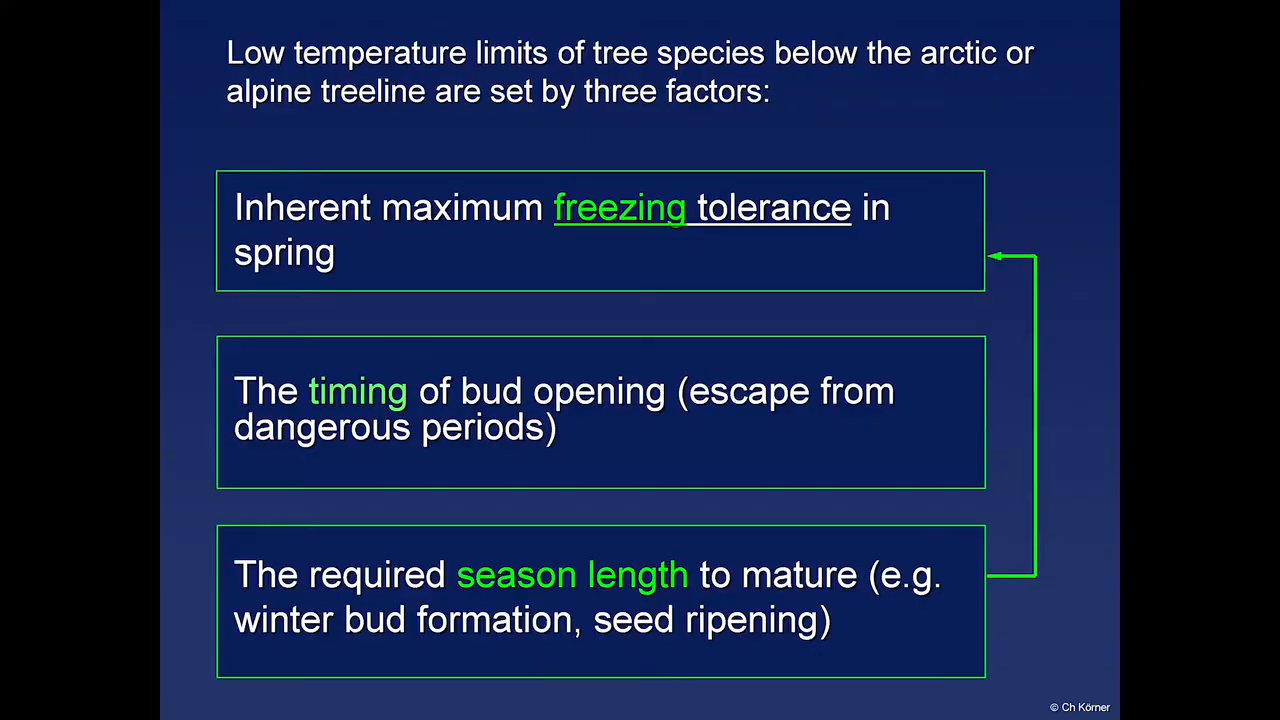 Low temperature limits of tree species below the arctic or
alpine treeline are set by three factors:
Inherent maximum freezing tolerance in
spring
The timing of bud opening (escape from
dangerous periods)
The required season length to mature (e.g.
winter bud formation, seed ripening)
© Ch Körner